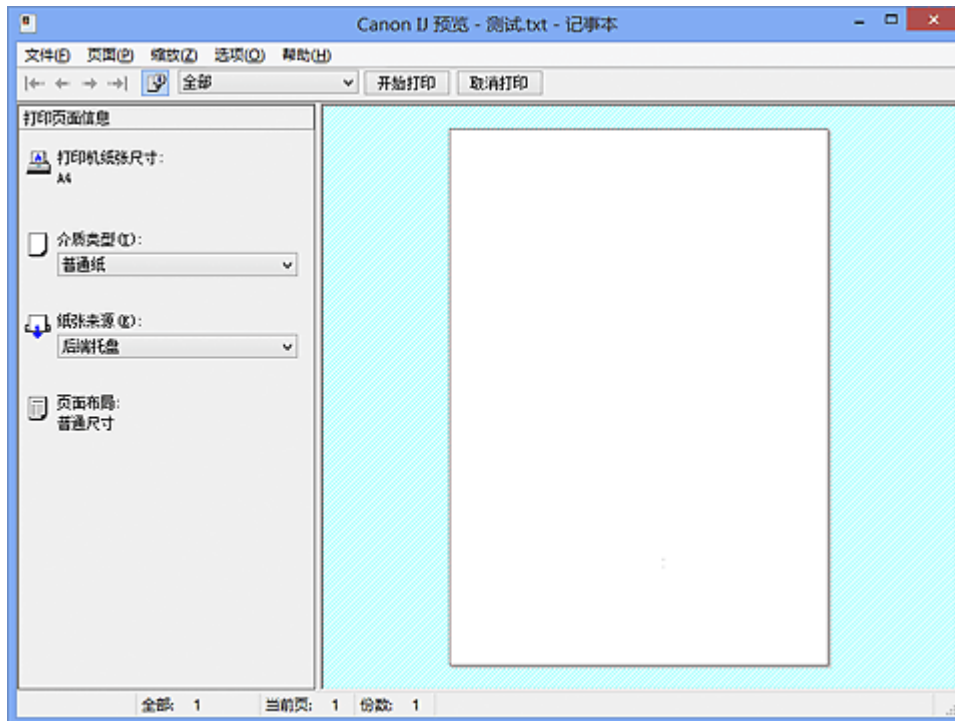 Canon IJ 预览 - 测试.txt - 记事本
文件(F) 页面(P) 缩放(Z) 选项(O) 帮助(H)
全部 开始打印 取消打印
打印页面信息
打印机纸张尺寸:
A4
介质类型(T):
普通纸
纸张来源(E):
后端托盘
页面布局:
普通尺寸
全部: 1 当前页: 1 份数: 1